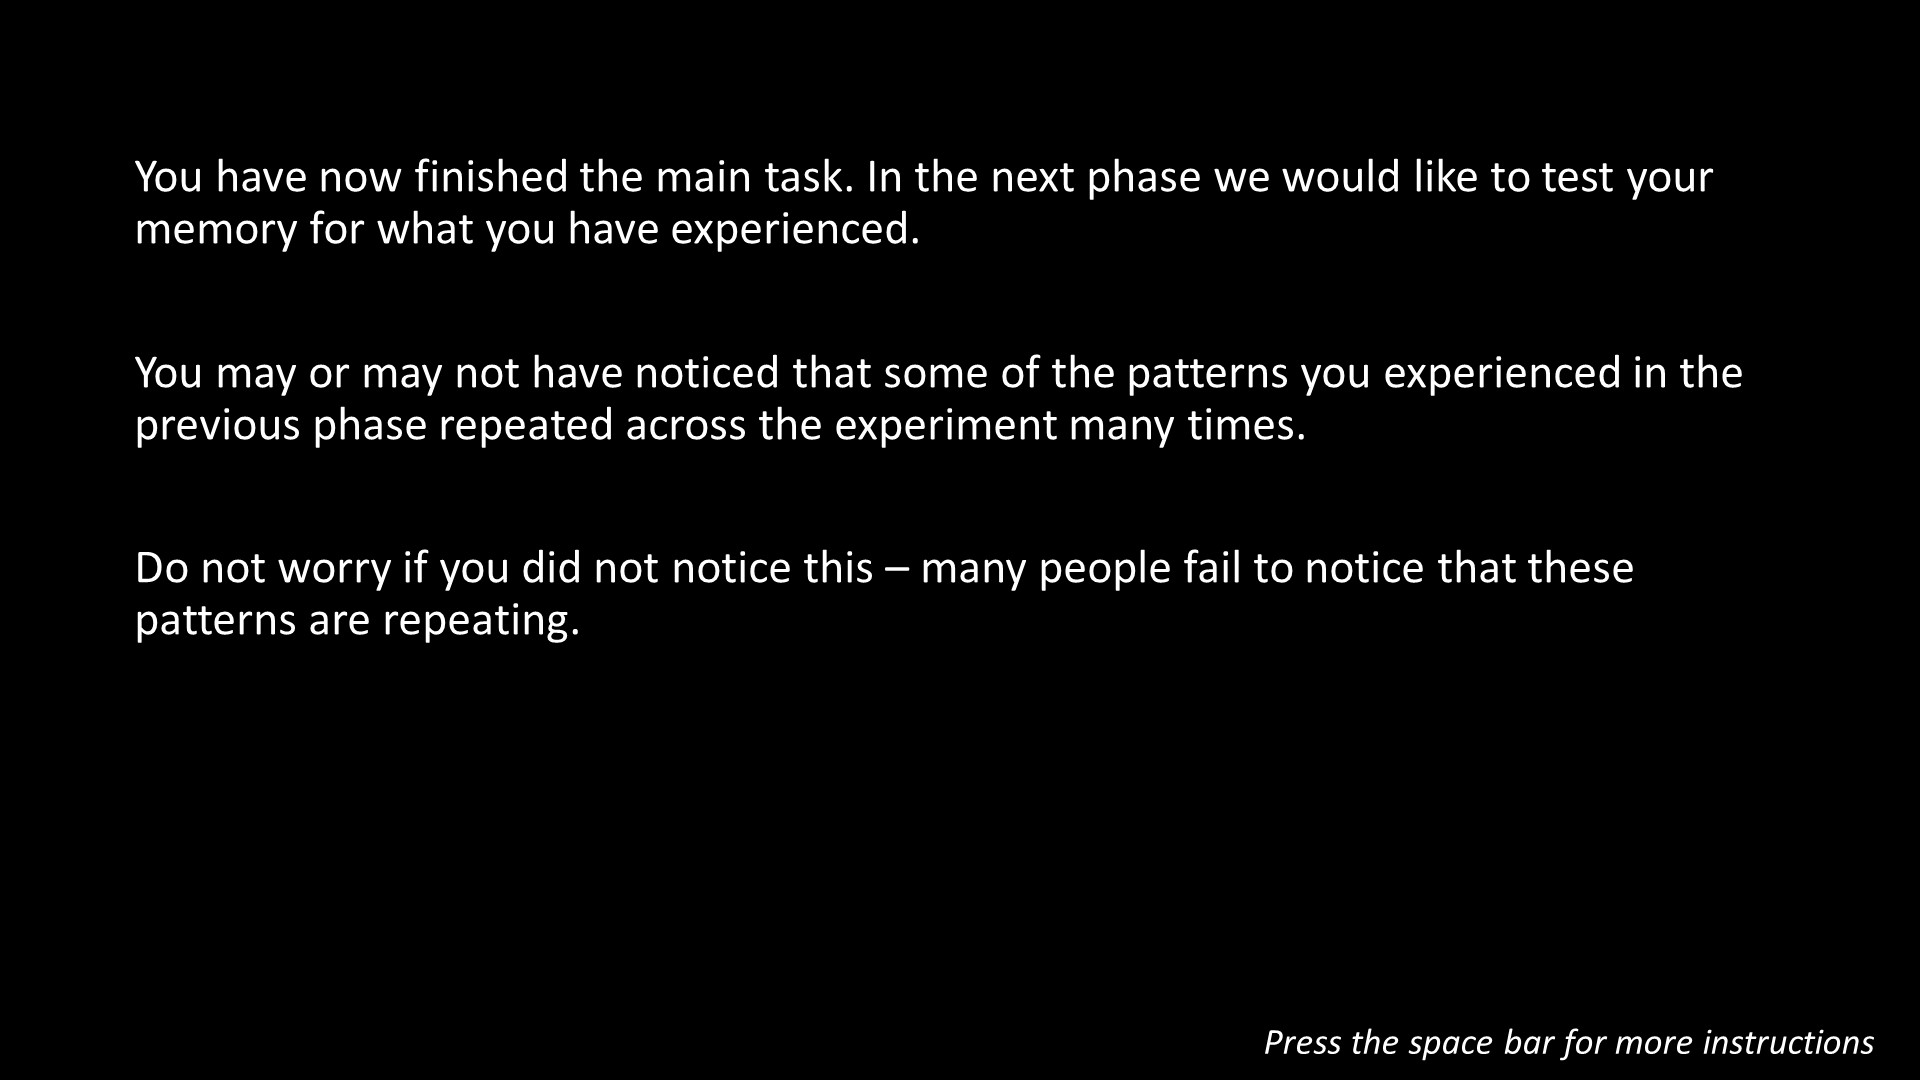 You have now finished the main task. In the next phase we would like to test your
memory for what you have experienced.
You may or may not have noticed that some of the patterns you experienced in the
previous phase repeated across the experiment many times.
Do not worry if you did not notice this – many people fail to notice that these
patterns are repeating.
Press the space bar for more instructions